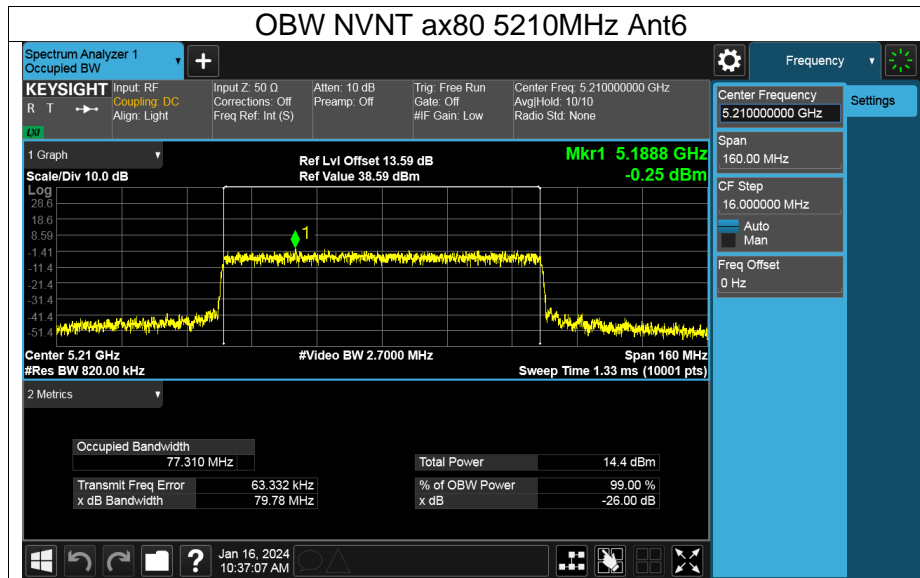 OBW NVNT ax80 5210MHz Ant6
Spectrum Analyzer 1
Occupied BW
+
Frequency
KEYSIGHT
R T
LXI
Input: RF
Coupling: DC
Align: Light
Input Z: 50 Ω
Corrections: Off
Freq Ref: Int (S)
Atten: 10 dB
Preamp: Off
Trig: Free Run
Gate: Off
#IF Gain: Low
Center Freq: 5.210000000 GHz
Avg|Hold: 10/10
Radio Std: None
Center Frequency
5.210000000 GHz
Settings
Span
160.00 MHz
CF Step
16.000000 MHz
Auto
Man
Freq Offset
0 Hz
1 Graph
Scale/Div 10.0 dB
Ref Lvl Offset 13.59 dB
Ref Value 38.59 dBm
Mkr1 5.1888 GHz
-0.25 dBm
Log
28.6
18.6
8.59
-1.41
-11.4
-21.4
-31.4
-41.4
-51.4
1
Center 5.21 GHz
#Video BW 2.7000 MHz
Span 160 MHz
#Res BW 820.00 kHz
Sweep Time 1.33 ms (10001 pts)
2 Metrics
Occupied Bandwidth
77.310 MHz
Total Power 14.4 dBm
Transmit Freq Error 63.332 kHz
% of OBW Power 99.00 %
x dB Bandwidth 79.78 MHz
x dB -26.00 dB
?
Jan 16, 2024
10:37:07 AM